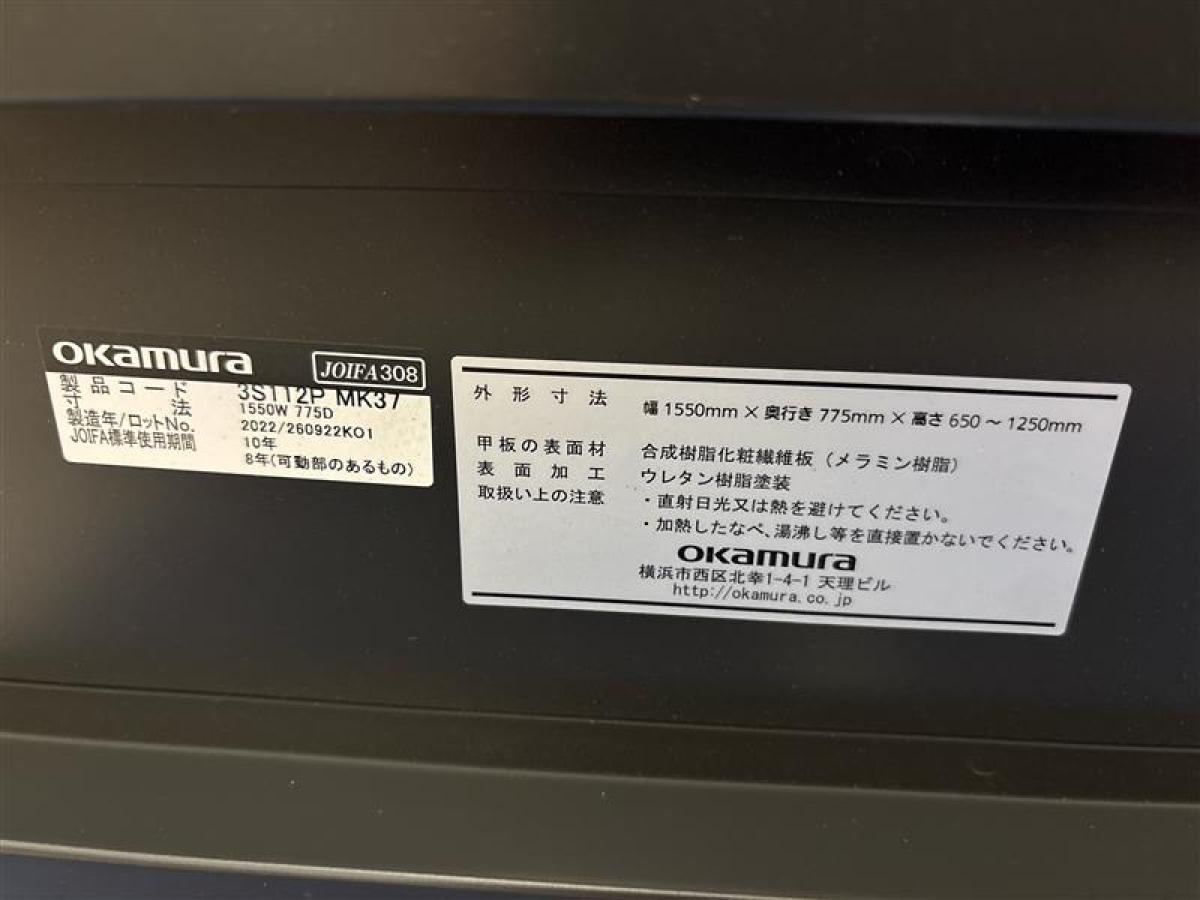 okamura
JOIFA308
製品コード 3S112P MK37
寸法 1550W 775D
製造年/ロットNo. 2022/260922K01
JOIFA標準使用期間 10年
8年(可動部のあるもの)
外形寸法 幅 1550mm × 奥行き 775mm × 高さ 650 ～ 1250mm
甲板の表面材 合成樹脂化粧繊維板（メラミン樹脂）
表面加工 ウレタン樹脂塗装
取扱い上の注意 ・直射日光又は熱を避けてください。
・加熱したなべ、湯沸し等を直接置かないでください。
okamura
横浜市西区北幸1-4-1 天理ビル
http://okamura.co.jp